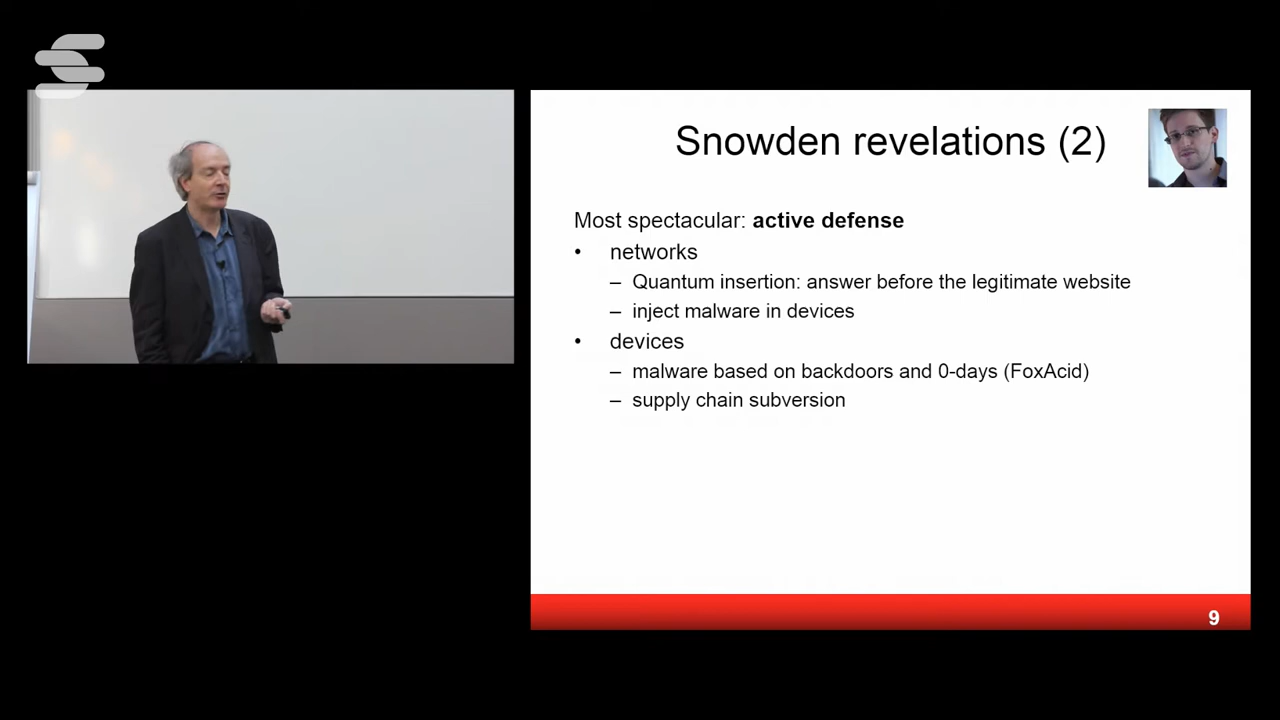 Snowden revelations (2)
Most spectacular: active defense
• networks
– Quantum insertion: answer before the legitimate website
– inject malware in devices
• devices
– malware based on backdoors and 0-days (FoxAcid)
– supply chain subversion
9